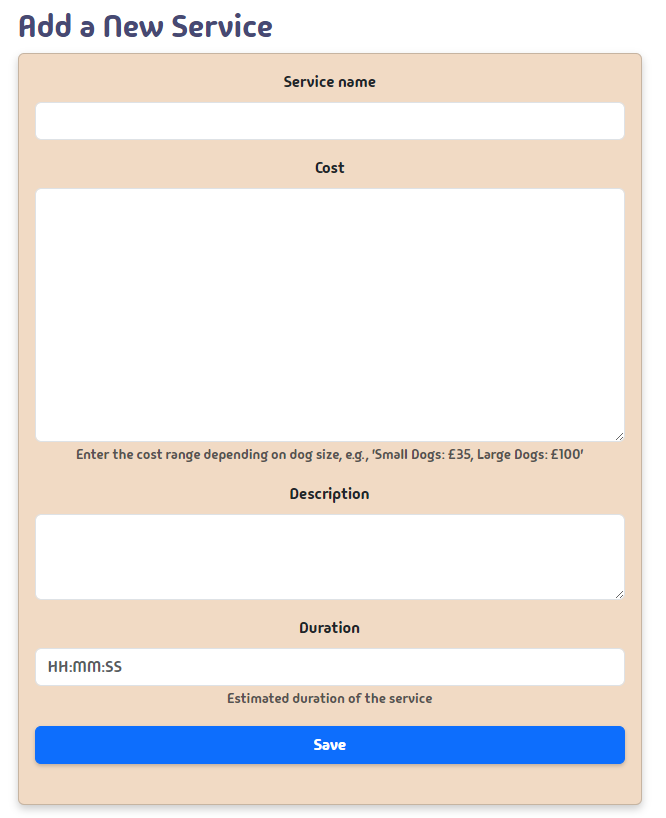 Add a New Service
Service name
Cost
Enter the cost range depending on dog size, e.g., 'Small Dogs: £35, Large Dogs: £100'
Description
Duration
HH:MM:SS
Estimated duration of the service
Save